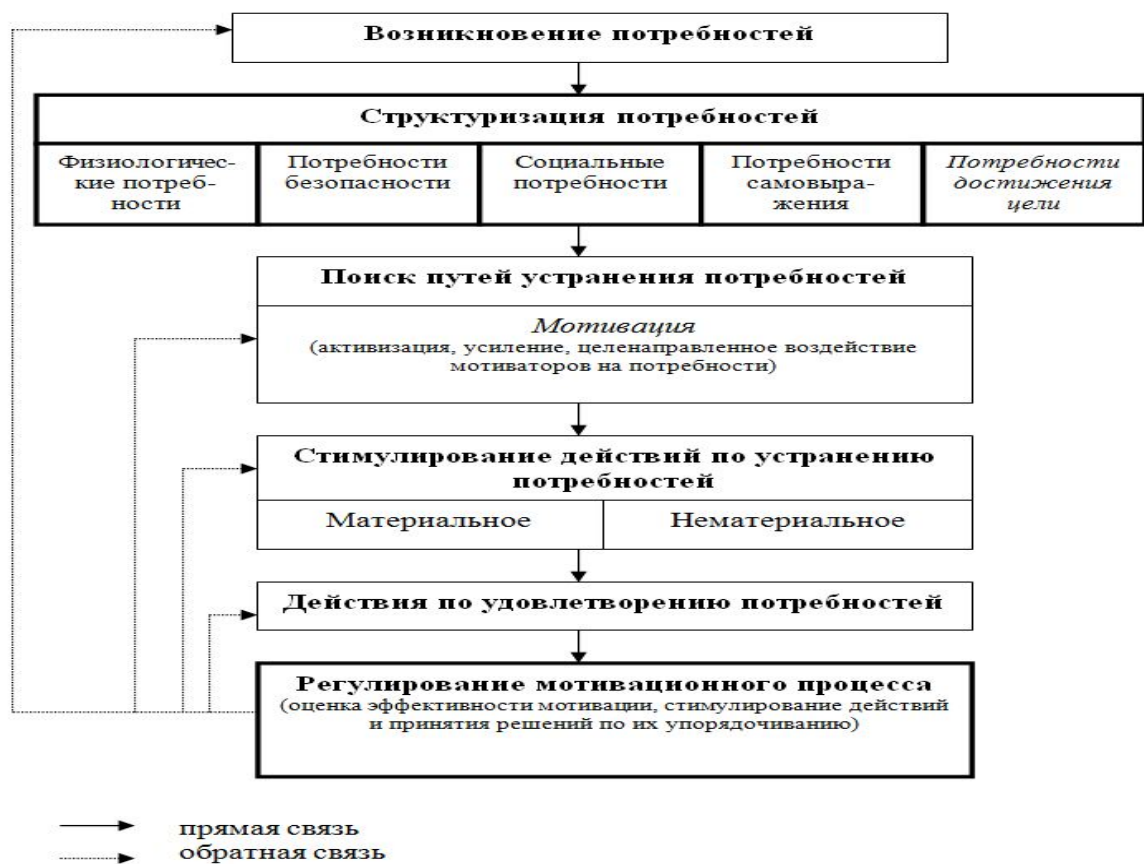 Возникновение потребностей
Структуризация потребностей
Физиологичес-
кие потреб-
ности
Потребности
безопасности
Социальные
потребности
Потребности
самовыра-
жения
Потребности
достижения
цели
Поиск путей устранения потребностей
Мотивация
(активизация, усиление, целенаправленное воздействие
мотиваторов на потребности)
Стимулирование действий по устранению
потребностей
Материальное
Нематериальное
Действия по удовлетворению потребностей
Регулирование мотивационного процесса
(оценка эффективности мотивации, стимулирование действий
и принятия решений по их упорядочиванию)
прямая связь
обратная связь